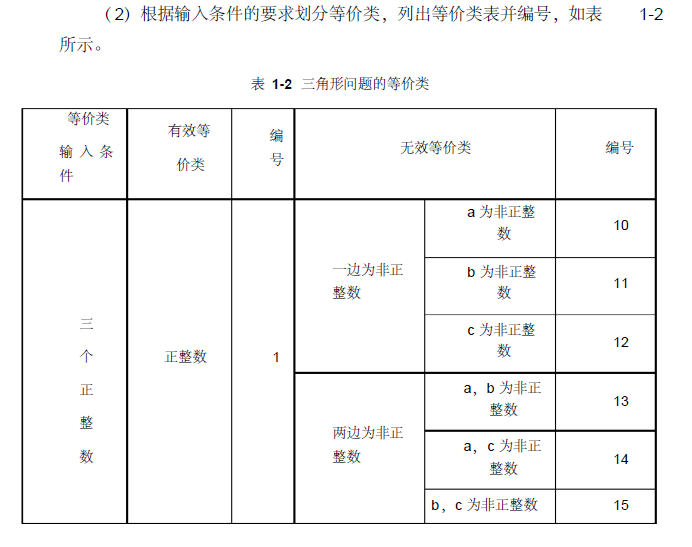 （2）根据输入条件的要求划分等价类，列出等价类表并编号，如表 1-2
所示。
表 1-2 三角形问题的等价类
等价类
输入条
件
有效等
价类
编
号
无效等价类
编号
三
个
正
整
数
正整数
1
一边为非正
整数
a 为非正整
数
10
b 为非正整
数
11
c 为非正整
数
12
两边为非正
整数
a，b 为非正
整数
13
a，c 为非正
整数
14
b，c 为非正整数
15